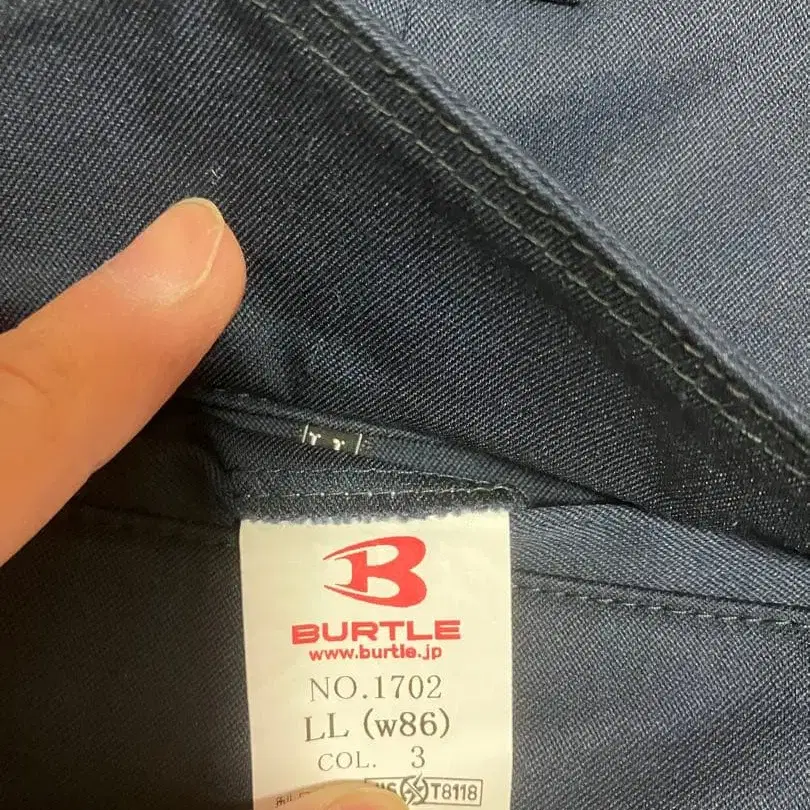 BURTLE
www.burtle.jp
NO.1702
LL (w86)
COL. 3
T8118